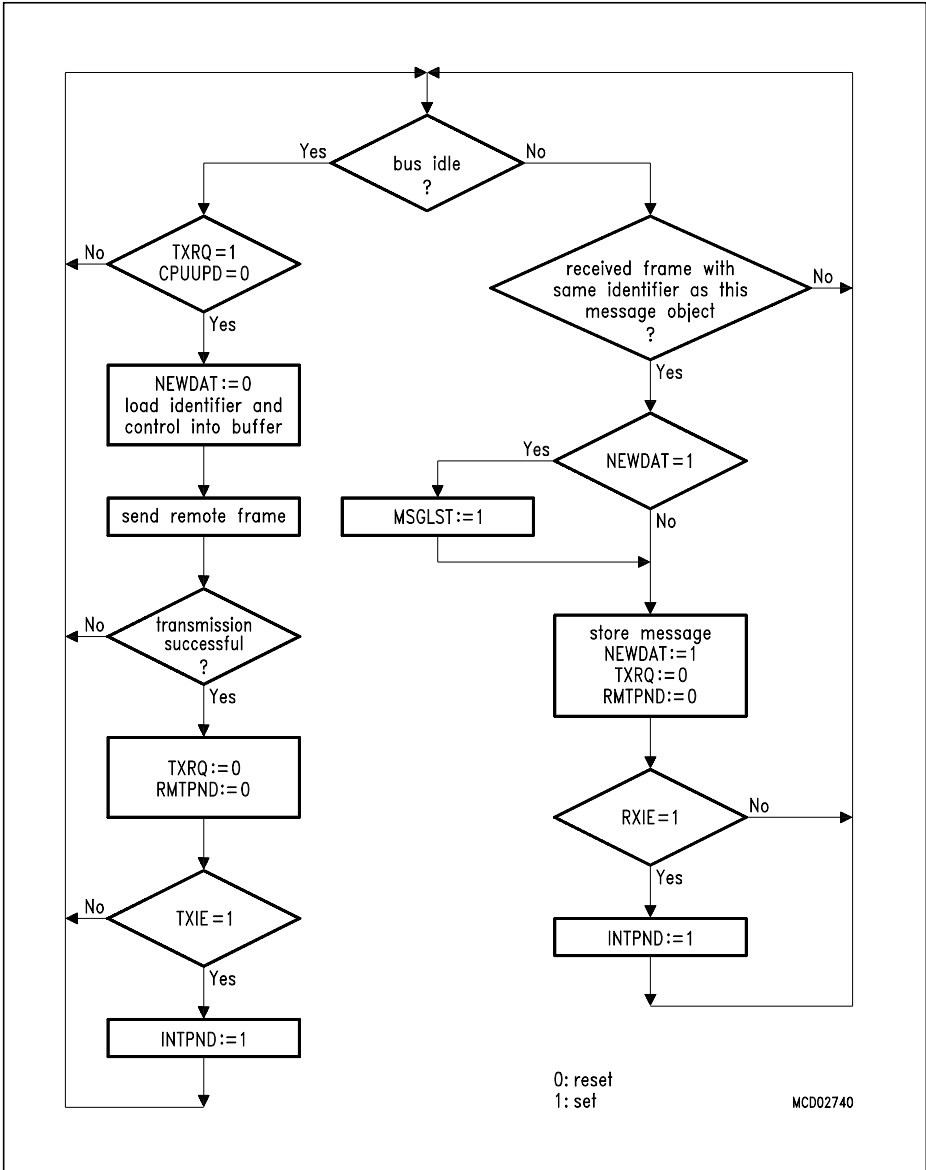 bus idle
?
Yes
No
TXRQ=1
CPUUPD=0
No
Yes
NEWDAT:=0
load identifier and
control into buffer
send remote frame
transmission
successful
?
No
Yes
TXRQ:=0
RMTPND:=0
TXIE=1
No
Yes
INTPND:=1
received frame with
same identifier as this
message object
?
No
Yes
NEWDAT=1
Yes
No
MSGLST:=1
store message
NEWDAT:=1
TXRQ:=0
RMTPND:=0
RXIE=1
No
Yes
INTPND:=1
0: reset
1: set
MCD02740